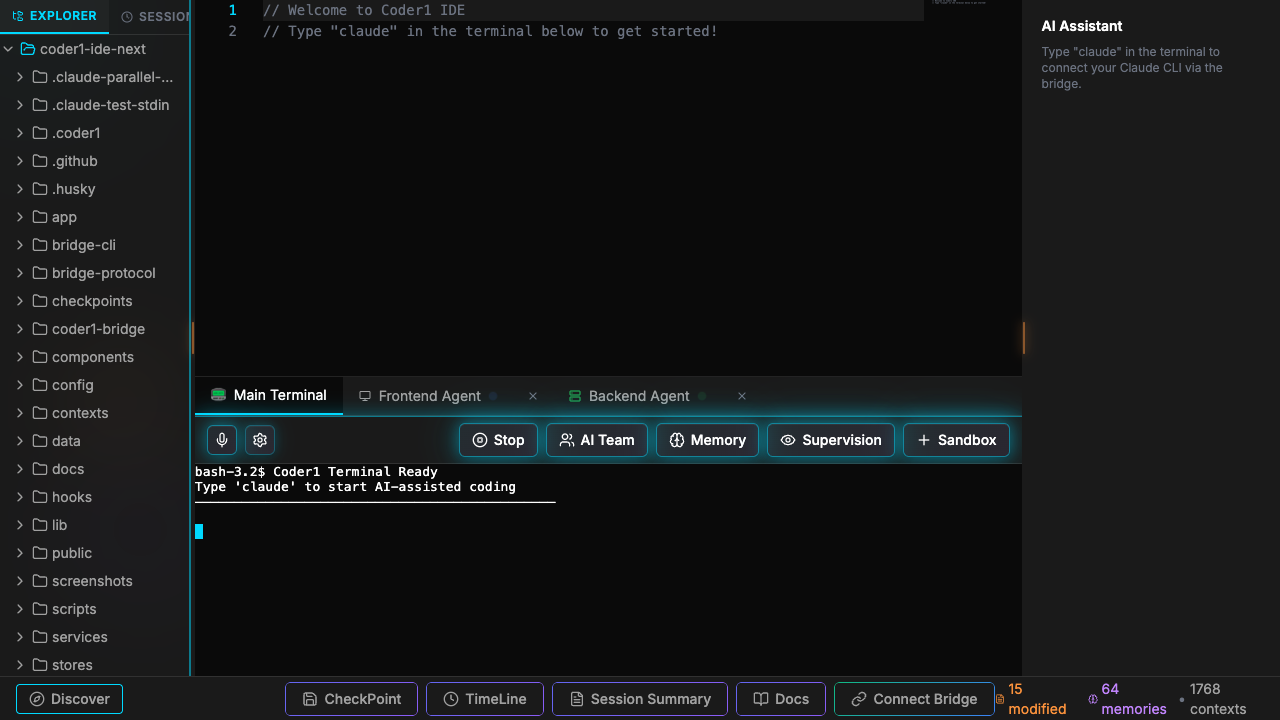 EXPLORER
SESSION
coder1-ide-next
.claude-parallel-...
.claude-test-stdin
.coder1
.github
.husky
app
bridge-cli
bridge-protocol
checkpoints
coder1-bridge
components
config
contexts
data
docs
hooks
lib
public
screenshots
scripts
services
stores
1 // Welcome to Coder1 IDE
2 // Type "claude" in the terminal below to get started!
AI Assistant
Type "claude" in the terminal to
connect your Claude CLI via the
bridge.
Main Terminal
Frontend Agent ×
Backend Agent ×
Stop
AI Team
Memory
Supervision
Sandbox
bash-3.2$ Coder1 Terminal Ready
Type 'claude' to start AI-assisted coding
Discover
CheckPoint
TimeLine
Session Summary
Docs
Connect Bridge
15
modified
64
memories
1768
contexts